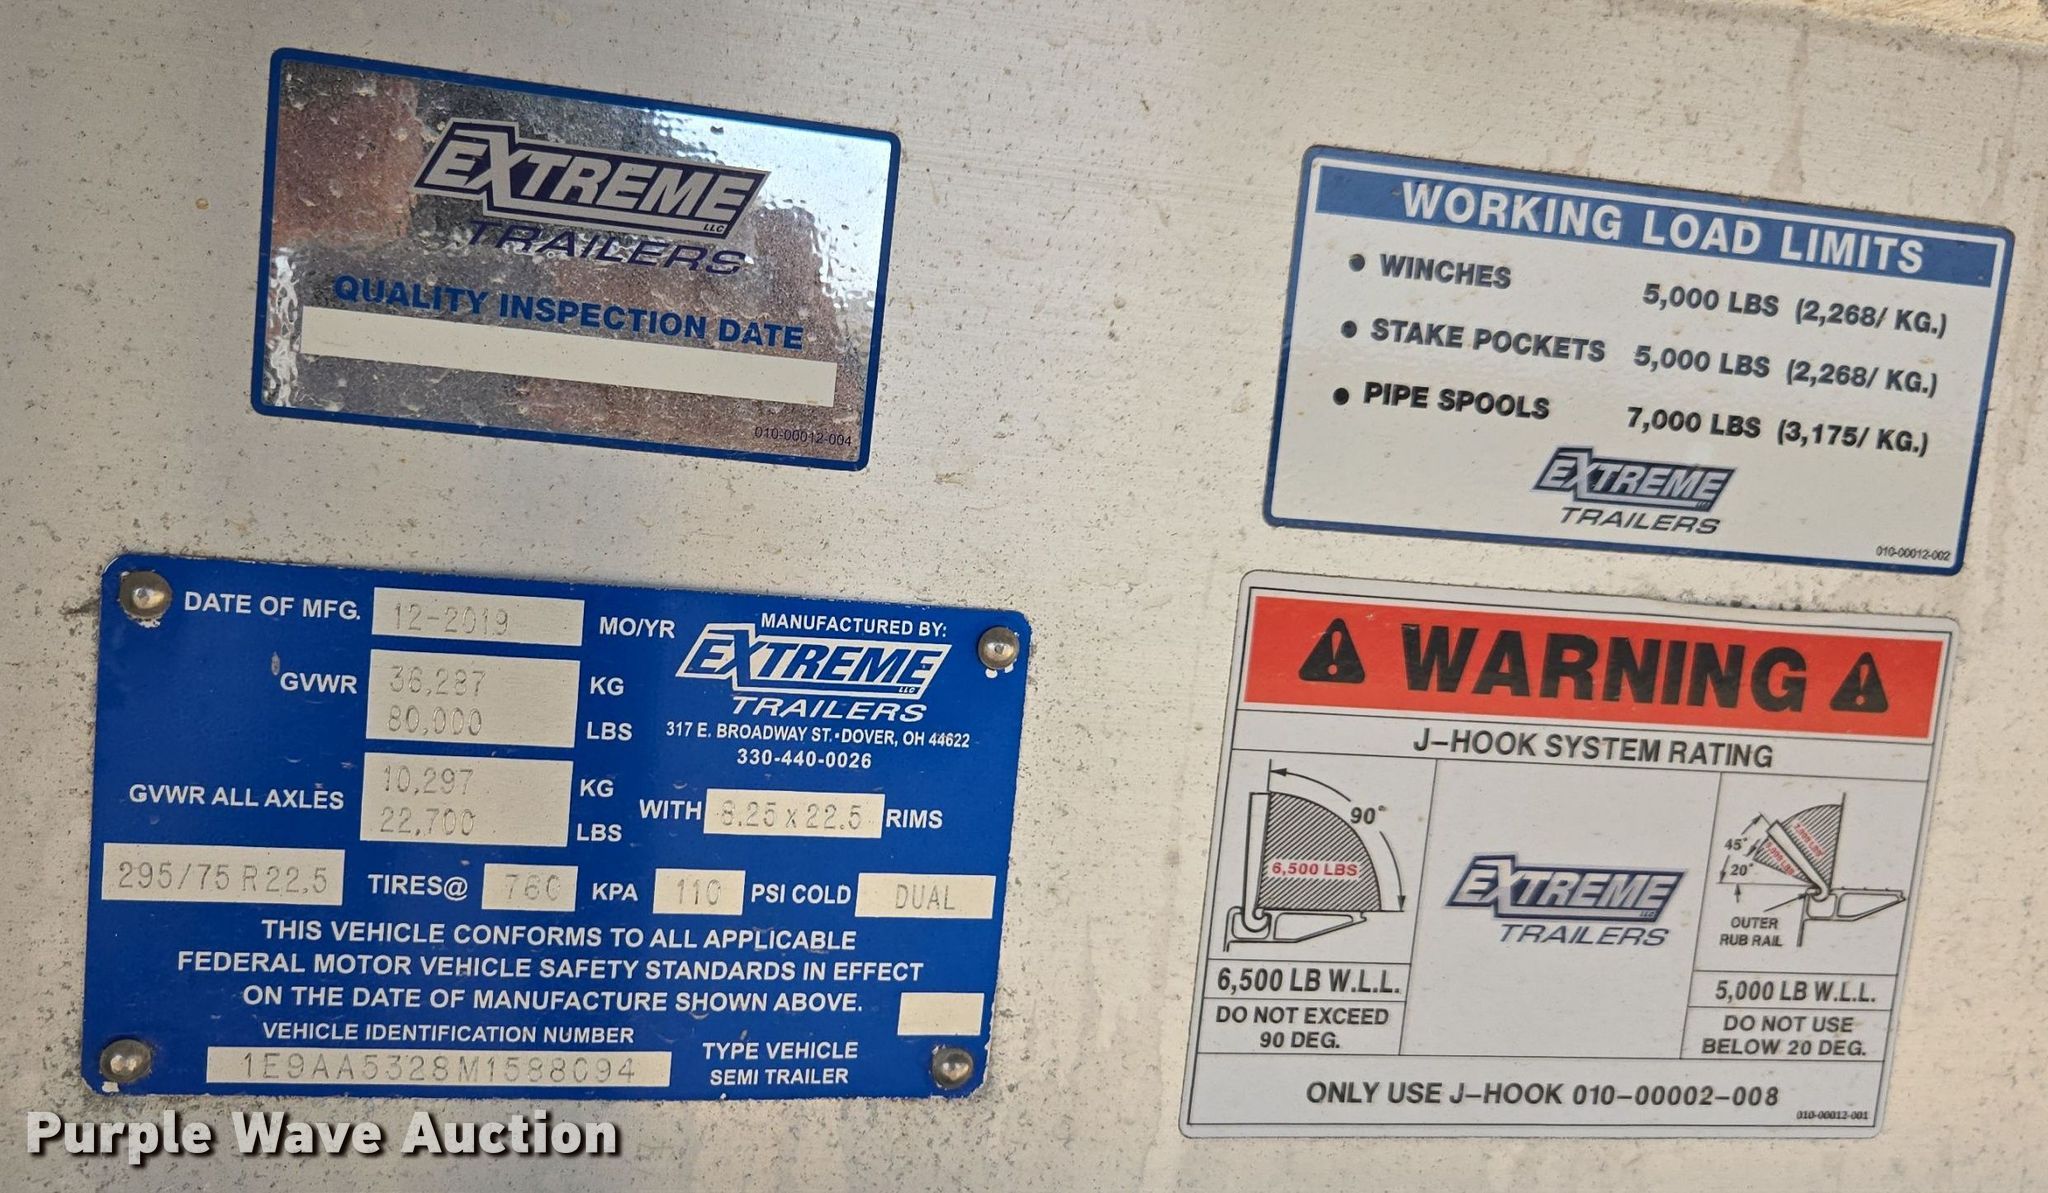 EXTREME
LLC
TRAILERS
QUALITY INSPECTION DATE
010-00012-004
WORKING LOAD LIMITS
• WINCHES 5,000 LBS (2,268/ KG.)
• STAKE POCKETS 5,000 LBS (2,268/ KG.)
• PIPE SPOOLS 7,000 LBS (3,175/ KG.)
EXTREME
LLC
TRAILERS
010-00012-002
DATE OF MFG. 12-2019 MO/YR
GVWR 36,287 KG
80,000 LBS
MANUFACTURED BY:
EXTREME
LLC
TRAILERS
317 E. BROADWAY ST.•DOVER, OH 44622
330-440-0026
GVWR ALL AXLES 10,297 KG
22,700 LBS
WITH 8.25 x 22.5 RIMS
295/75 R22.5 TIRES@ 760 KPA 110 PSI COLD DUAL
THIS VEHICLE CONFORMS TO ALL APPLICABLE
FEDERAL MOTOR VEHICLE SAFETY STANDARDS IN EFFECT
ON THE DATE OF MANUFACTURE SHOWN ABOVE.
VEHICLE IDENTIFICATION NUMBER
1E9AA5328M1588094
TYPE VEHICLE
SEMI TRAILER
WARNING
J-HOOK SYSTEM RATING
90°
6,500 LBS
6,500 LB W.L.L.
DO NOT EXCEED
90 DEG.
EXTREME
LLC
TRAILERS
45°
20°
OUTER
RUB RAIL
5,000 LB W.L.L.
DO NOT USE
BELOW 20 DEG.
ONLY USE J-HOOK 010-00002-008
010-00012-001
Purple Wave Auction